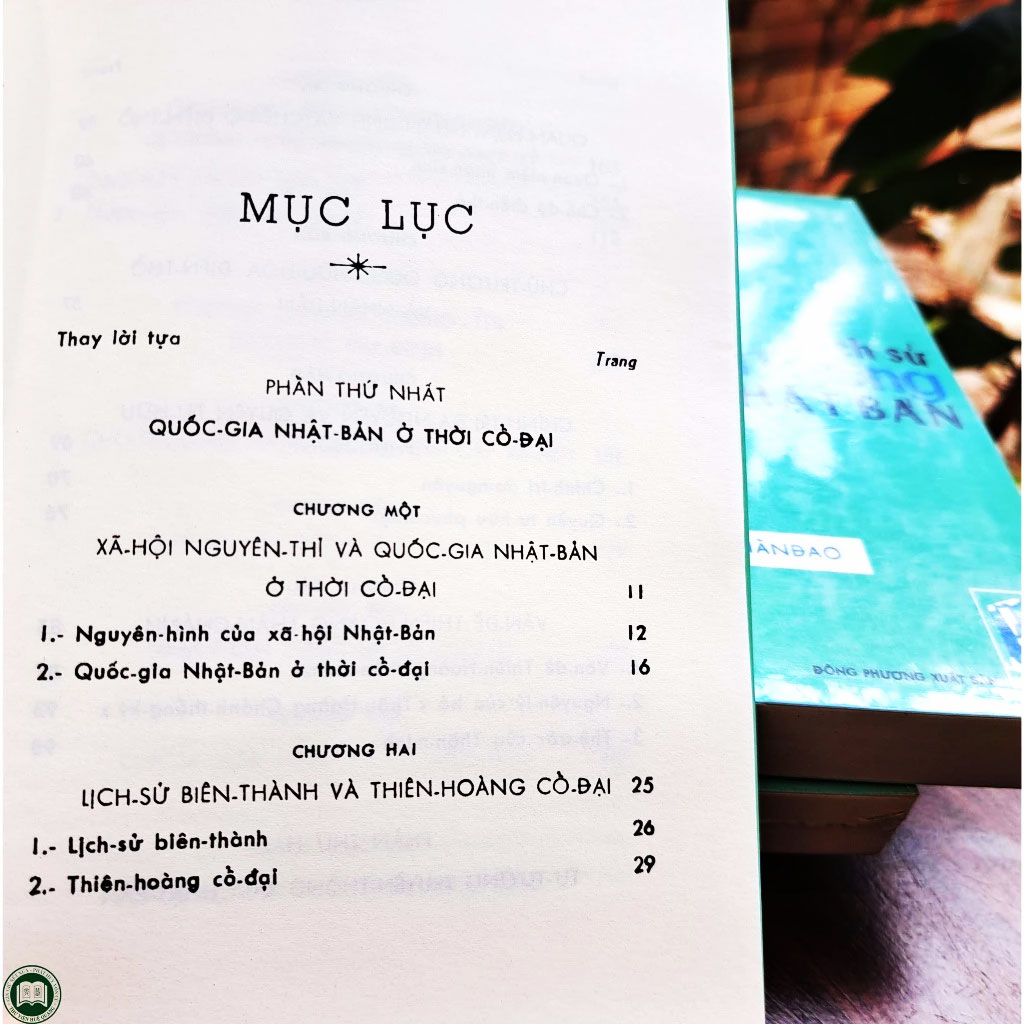 MỤC LỤC
Thay lời tựa
Trang
PHẦN THỨ NHẤT
QUỐC-GIA NHẬT-BẢN Ở THỜI CỔ-ĐẠI
CHƯƠNG MỘT
XÃ-HỘI NGUYÊN-THỈ VÀ QUỐC-GIA NHẬT-BẢN
Ở THỜI CỔ-ĐẠI 11
1.- Nguyên-hình của xã-hội Nhật-Bản 12
2.- Quốc-gia Nhật-Bản ở thời cổ-đại 16
CHƯƠNG HAI
LỊCH-SỬ BIÊN-THÀNH VÀ THIÊN-HOÀNG CỔ-ĐẠI 25
1.- Lịch-sử biên-thành 26
2.- Thiên-hoàng cổ-đại 29
sử
BẢN
ĐÔNG PHƯƠNG XUẤT